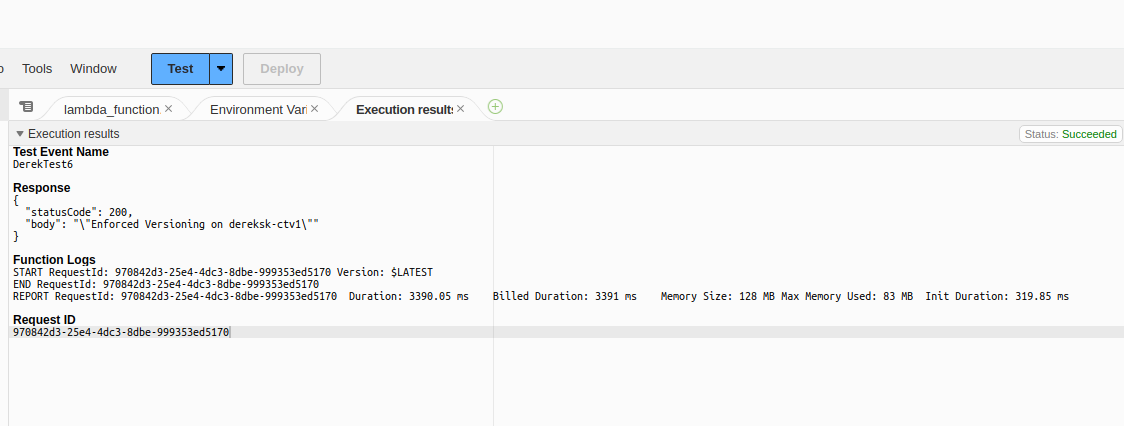 o Tools Window Test Deploy
lambda_function Environment Vari Execution results
Execution results Status: Succeeded
Test Event Name
DerekTest6
Response
{
"statusCode": 200,
"body": "\"Enforced Versioning on dereksk-ctv1\""
}
Function Logs
START RequestId: 970842d3-25e4-4dc3-8dbe-999353ed5170 Version: $LATEST
END RequestId: 970842d3-25e4-4dc3-8dbe-999353ed5170
REPORT RequestId: 970842d3-25e4-4dc3-8dbe-999353ed5170 Duration: 3390.05 ms Billed Duration: 3391 ms Memory Size: 128 MB Max Memory Used: 83 MB Init Duration: 319.85 ms
Request ID
970842d3-25e4-4dc3-8dbe-999353ed5170